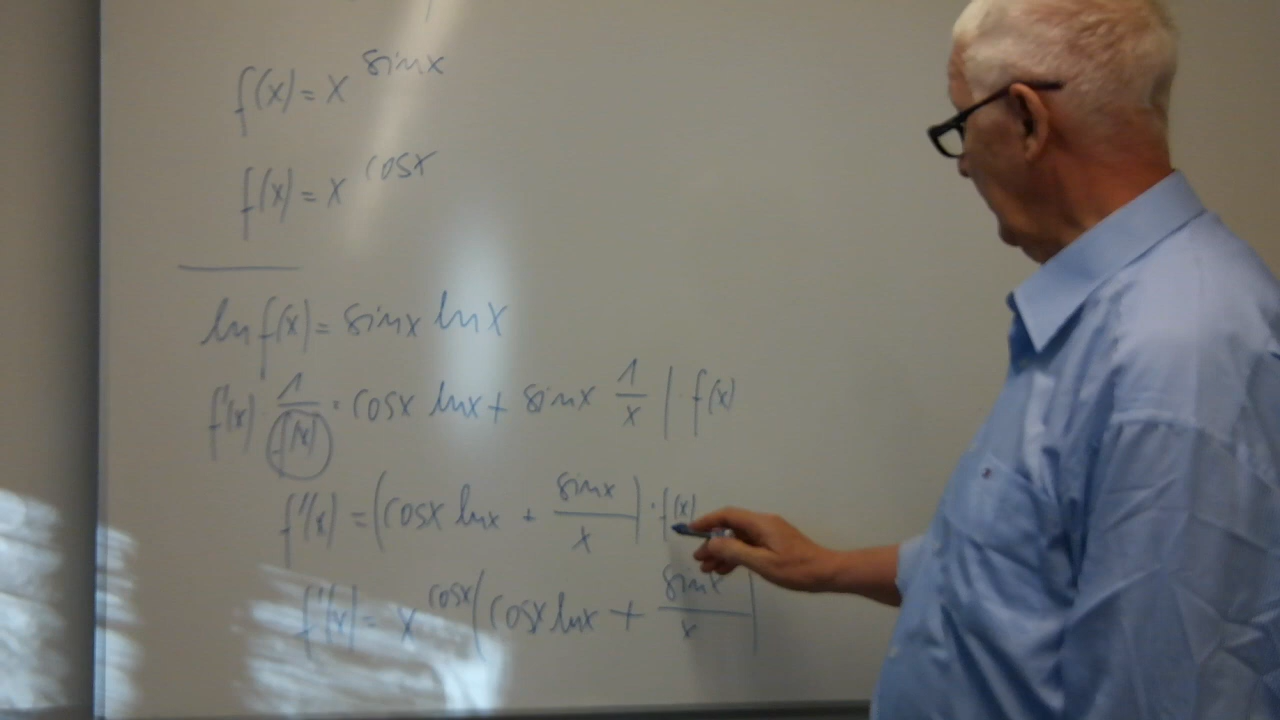 f(x) = x^sinx
f(x) = x^cosx
ln f(x) = sinx lnx
f'(x) · 1/f(x) · cosx lnx + sinx 1/x | f(x)
f'(x) = (cosx lnx + sinx/x) · f(x)
f'(x) = x^cosx (cosx lnx + sinx/x)